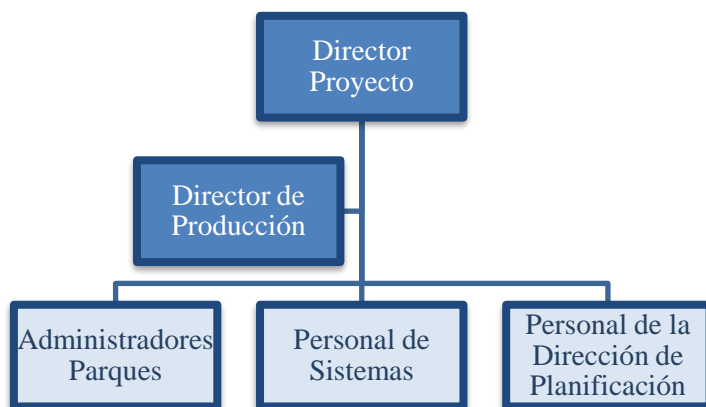 Director
Proyecto
Director de
Producción
Administradores
Parques
Personal de
Sistemas
Personal de la
Dirección de
Planificación